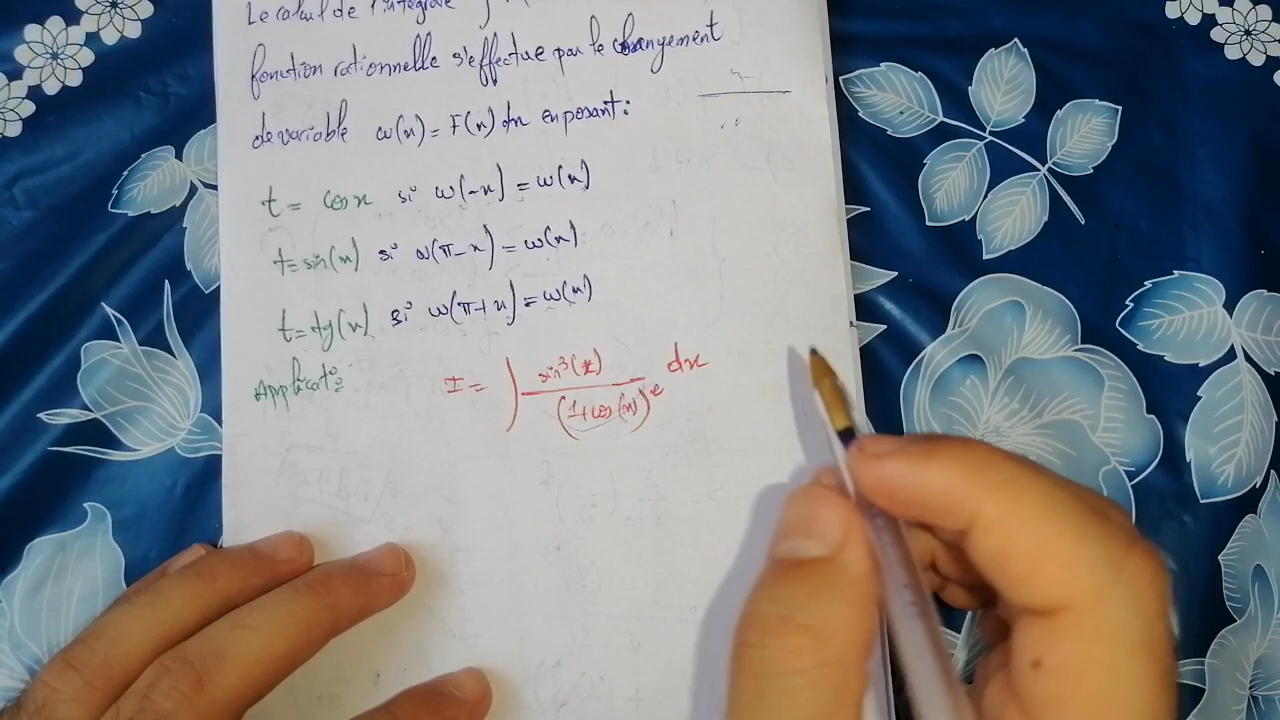 Le calcul de l'intégrale ∫
fonction rationnelle s'effectue par le changement
de variable ω(x) = F(x) dx en posant:
t = cos x si ω(-x) = ω(x)
t = sin(x) si ω(π-x) = ω(x)
t = tg(x) si ω(π+x) = ω(x)
Applicat°: I = ∫ sin³(x) / (1+cos(x))² dx